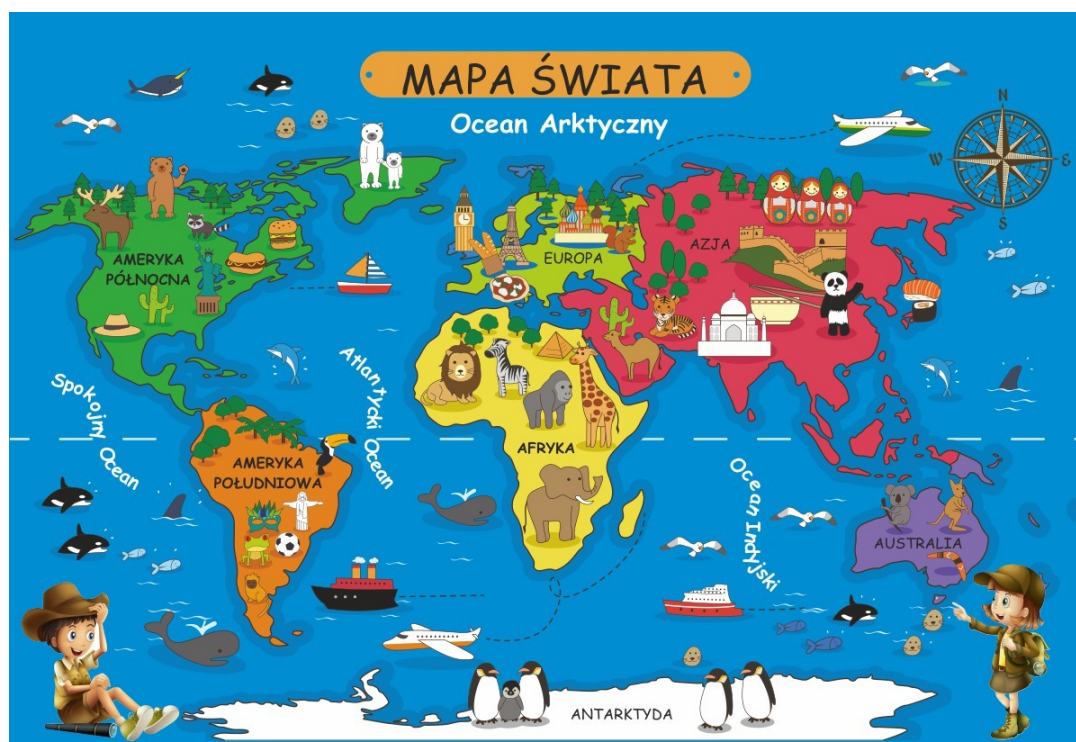 MAPA ŚWIATA
Ocean Arktyczny
N
W
E
S
AMERYKA
PÓŁNOCNA
EUROPA
AZJA
Spokojny Ocean
Atlantycki Ocean
AMERYKA
POŁUDNIOWA
AFRYKA
Ocean Indyjski
AUSTRALIA
ANTARKTYDA